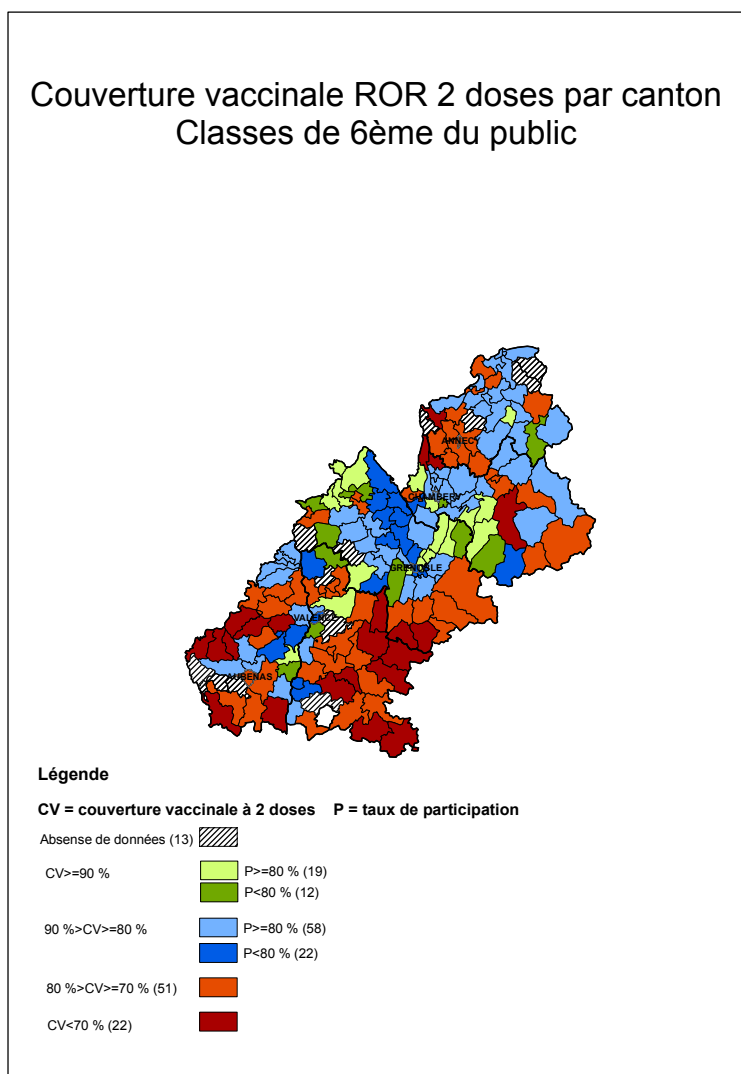 Couverture vaccinale ROR 2 doses par canton
Classes de 6ème du public
ANNECY
CHAMBERY
GRENOBLE
VALENCE
AUBENAS
Légende
CV = couverture vaccinale à 2 doses P = taux de participation
Absense de données (13)
CV>=90 % P>=80 % (19)
P<80 % (12)
90 %>CV>=80 % P>=80 % (58)
P<80 % (22)
80 %>CV>=70 % (51)
CV<70 % (22)